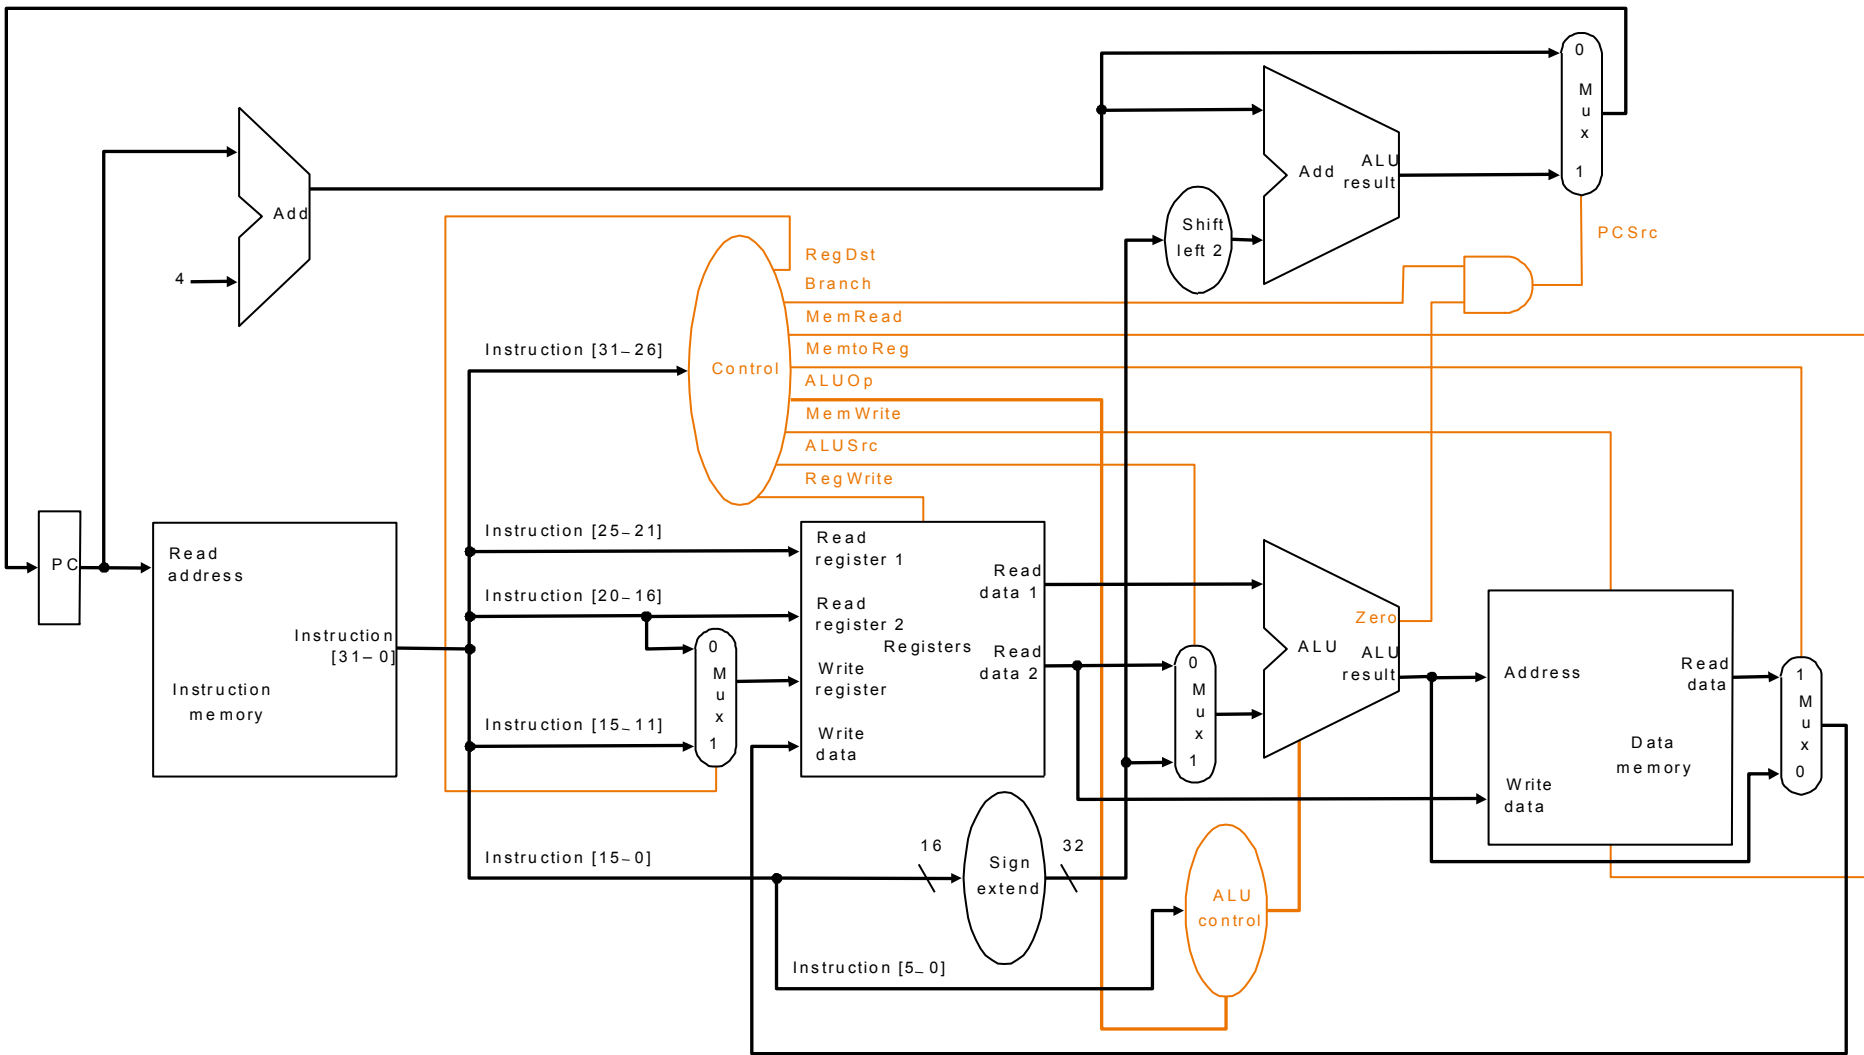 0
M
u
x
1
Add
ALU
result
Add
4
Shift
left 2
PCSrc
RegDst
Branch
MemRead
MemtoReg
ALUOp
MemWrite
ALUSrc
RegWrite
Control
Instruction [31–26]
Instruction [25–21]
Instruction [20–16]
Instruction [15–11]
Instruction [15–0]
Instruction [5–0]
PC
Read
address
Instruction
[31–0]
Instruction
memory
0
M
u
x
1
Read
register 1
Read
register 2
Write
register
Write
data
Registers
Read
data 1
Read
data 2
0
M
u
x
1
Zero
ALU
ALU
result
Address
Read
data
Data
memory
Write
data
1
M
u
x
0
16
Sign
extend
32
ALU
control